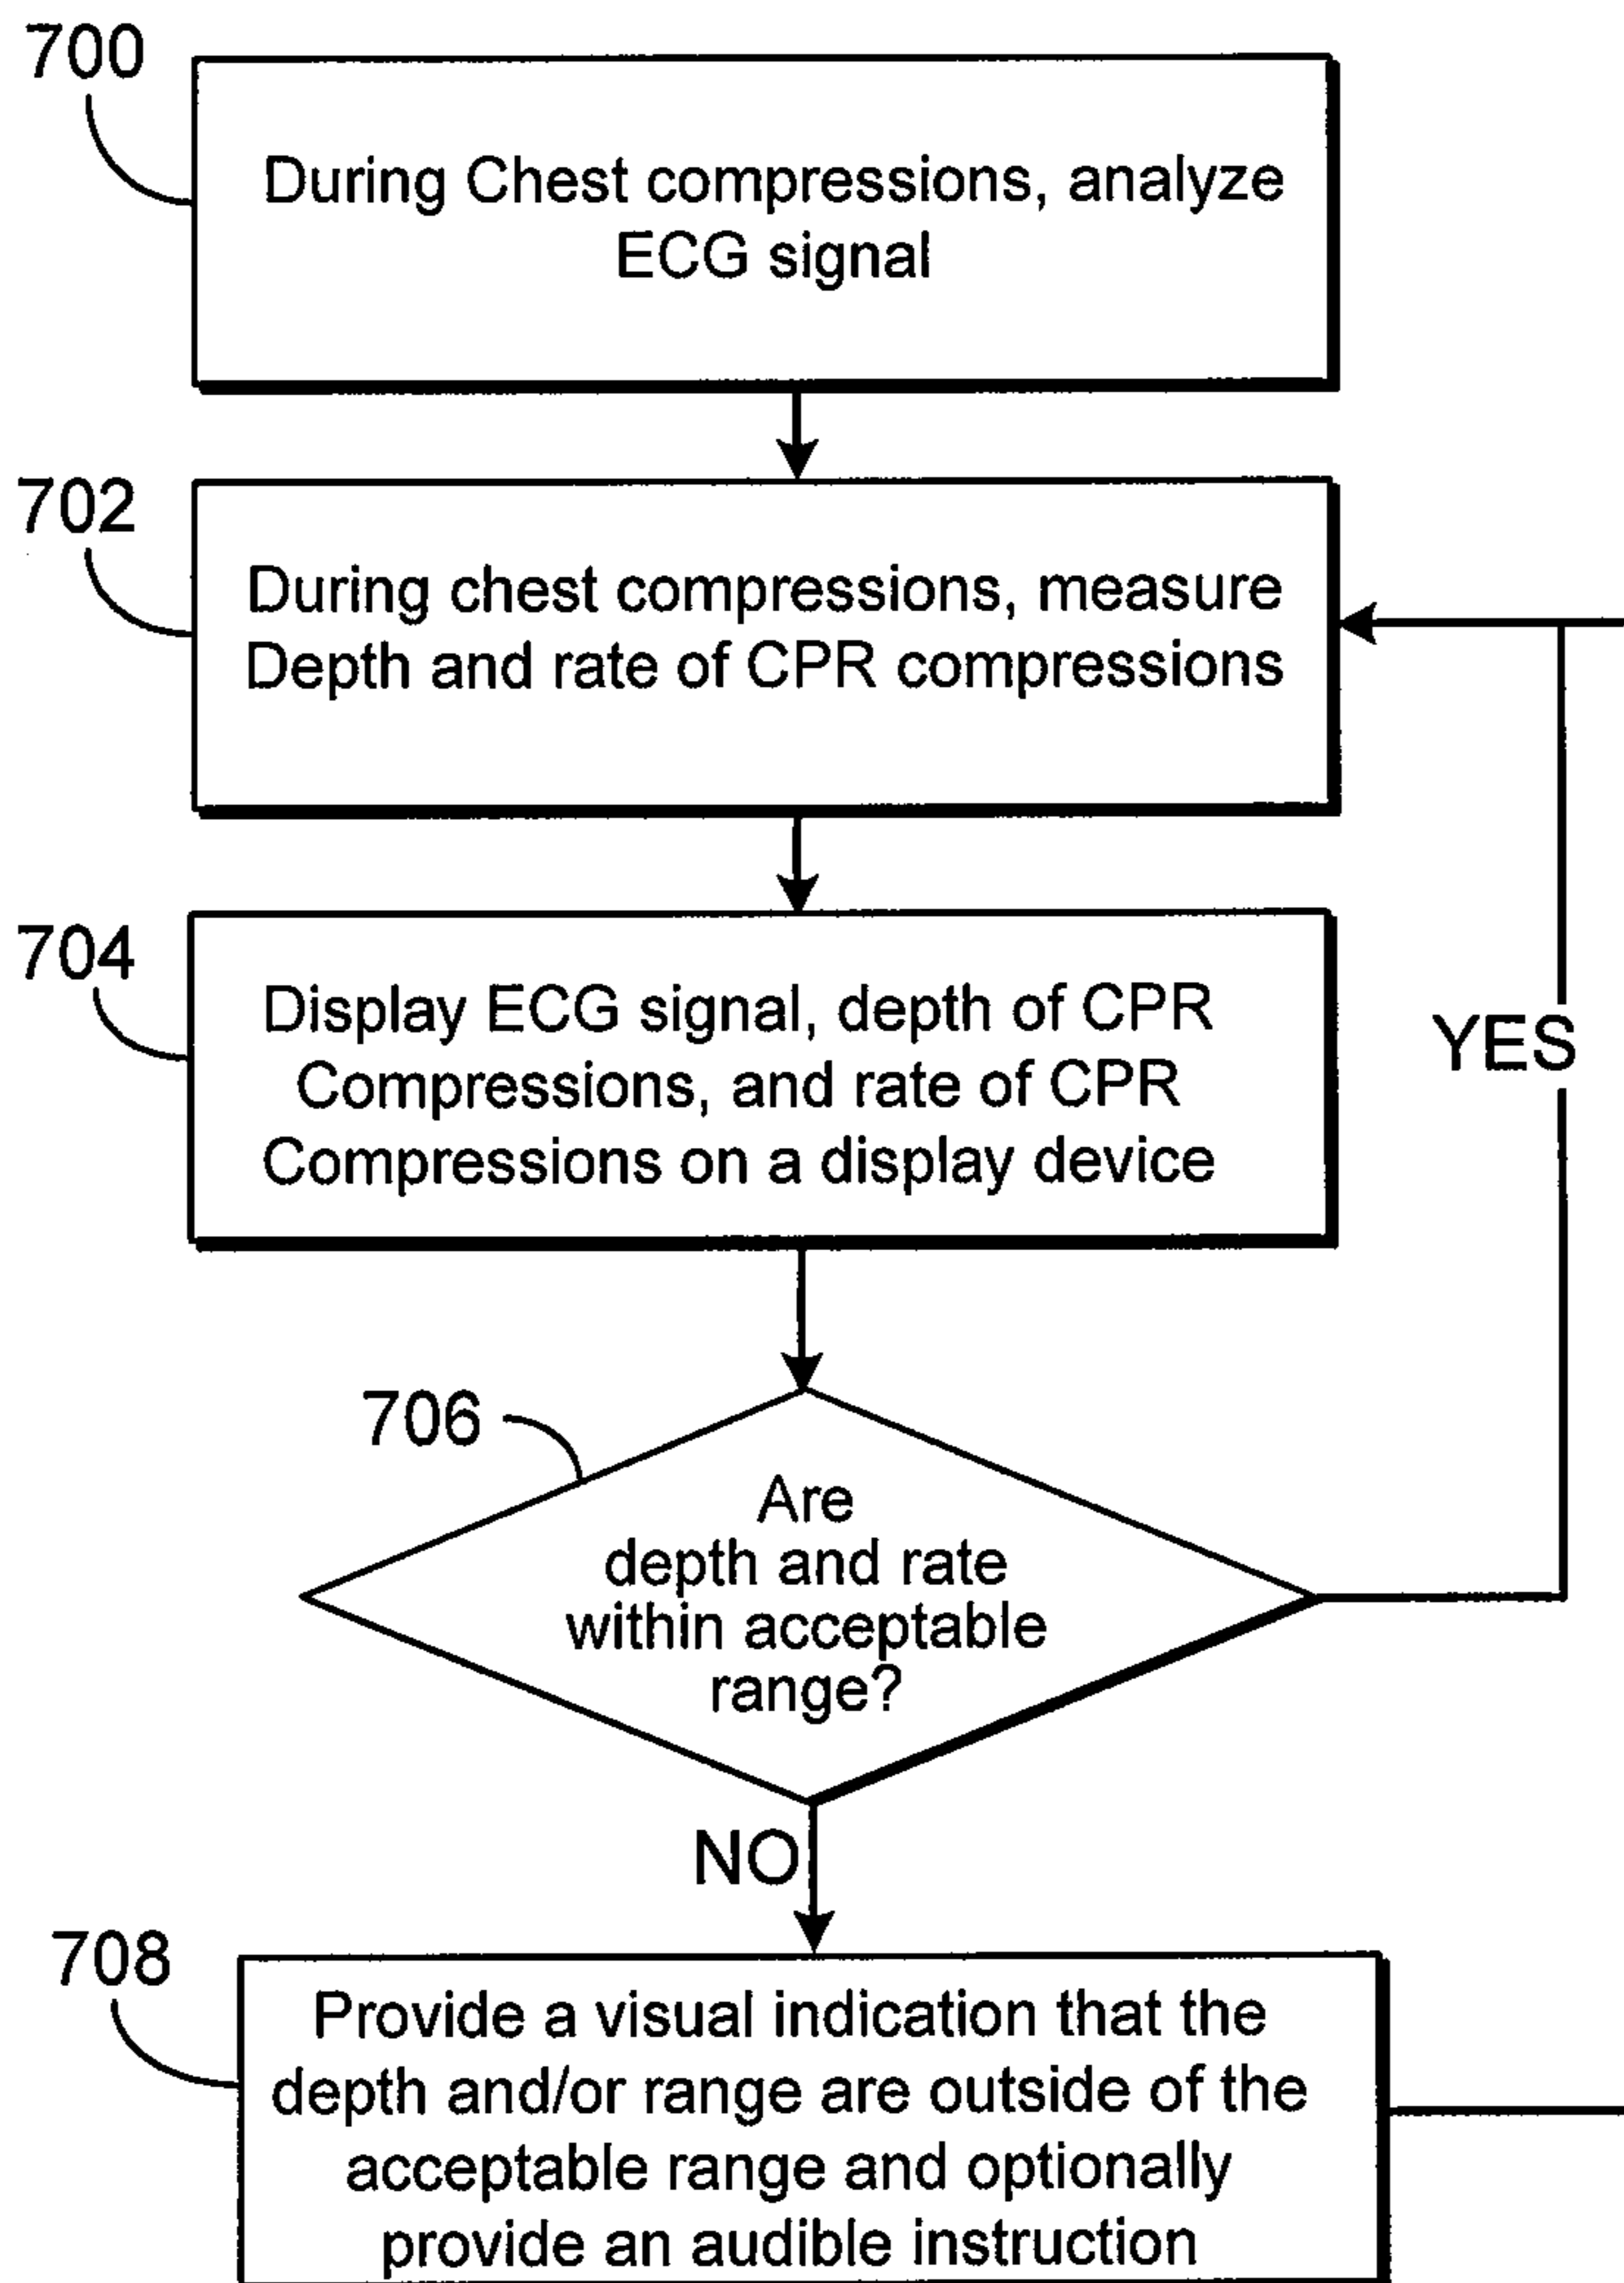 700
During Chest compressions, analyze
ECG signal
702
During chest compressions, measure
Depth and rate of CPR compressions
704
Display ECG signal, depth of CPR
Compressions, and rate of CPR
Compressions on a display device
YES
706
Are
depth and rate
within acceptable
range?
NO
708
Provide a visual indication that the
depth and/or range are outside of the
acceptable range and optionally
provide an audible instruction